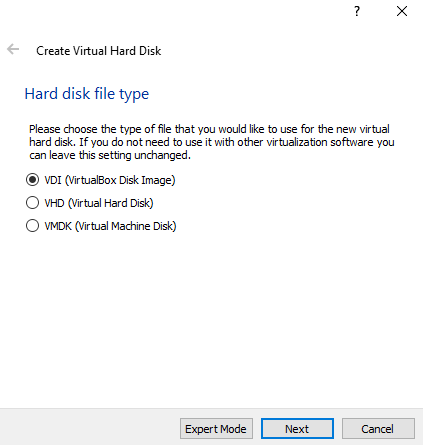 ?
Create Virtual Hard Disk
Hard disk file type
Please choose the type of file that you would like to use for the new virtual
hard disk. If you do not need to use it with other virtualization software you
can leave this setting unchanged.
VDI (VirtualBox Disk Image)
VHD (Virtual Hard Disk)
VMDK (Virtual Machine Disk)
Expert Mode Next Cancel